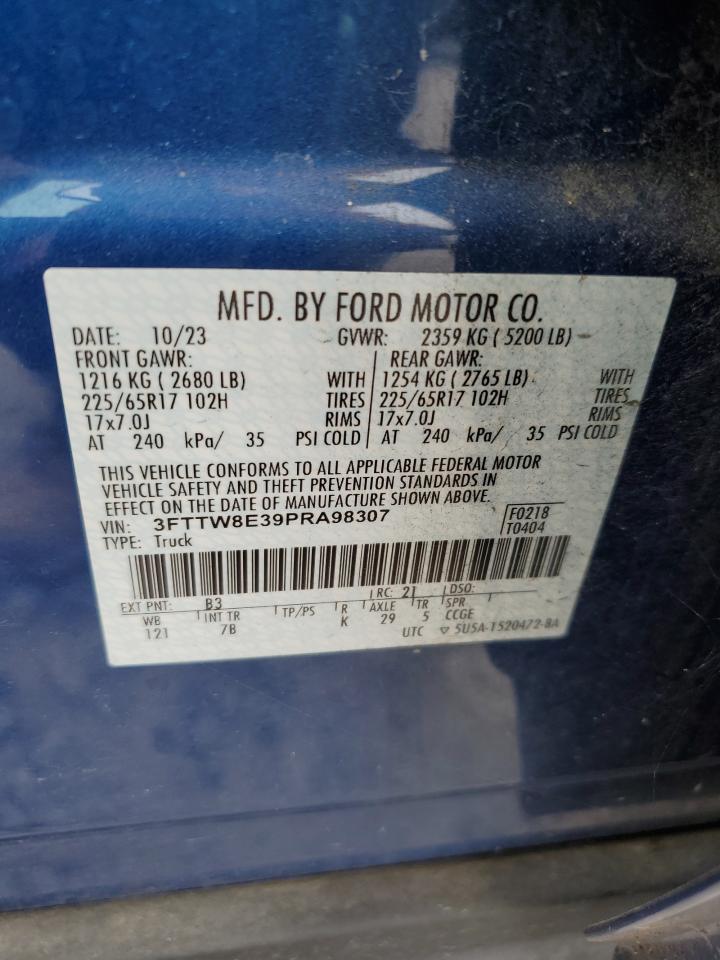 MFD. BY FORD MOTOR CO.
DATE: 10/23 GVWR: 2359 KG ( 5200 LB)
FRONT GAWR: REAR GAWR:
1216 KG ( 2680 LB) WITH 1254 KG ( 2765 LB) WITH
225/65R17 102H TIRES 225/65R17 102H TIRES
17x7.0J RIMS 17x7.0J RIMS
AT 240 kPa/ 35 PSI COLD AT 240 kPa/ 35 PSI COLD
THIS VEHICLE CONFORMS TO ALL APPLICABLE FEDERAL MOTOR
VEHICLE SAFETY AND THEFT PREVENTION STANDARDS IN
EFFECT ON THE DATE OF MANUFACTURE SHOWN ABOVE.
VIN: 3FTTW8E39PRA98307 F0218
TYPE: Truck T0404
EXT PNT: B3 RC: 21 DSO:
WB INT TR TP/PS R AXLE TR SPR
121 7B K 29 5 CCGE
UTC ▽ 5U5A-1520472-BA